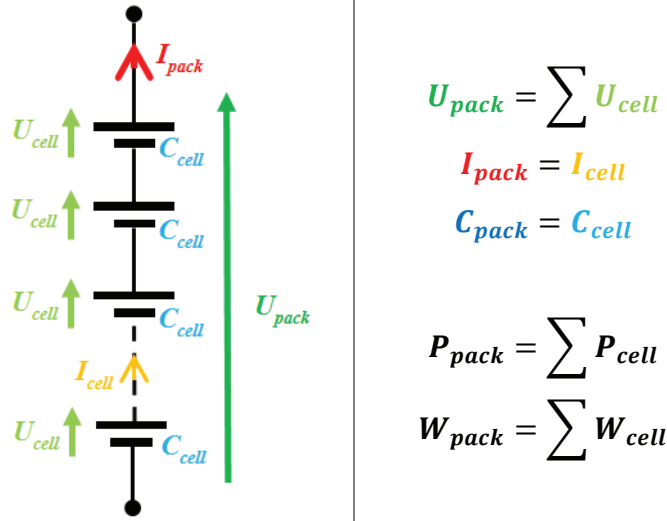 I_pack
U_cell
C_cell
U_cell
C_cell
U_cell
C_cell
U_pack
I_cell
U_cell
C_cell
U_pack = ∑ U_cell
I_pack = I_cell
C_pack = C_cell
P_pack = ∑ P_cell
W_pack = ∑ W_cell